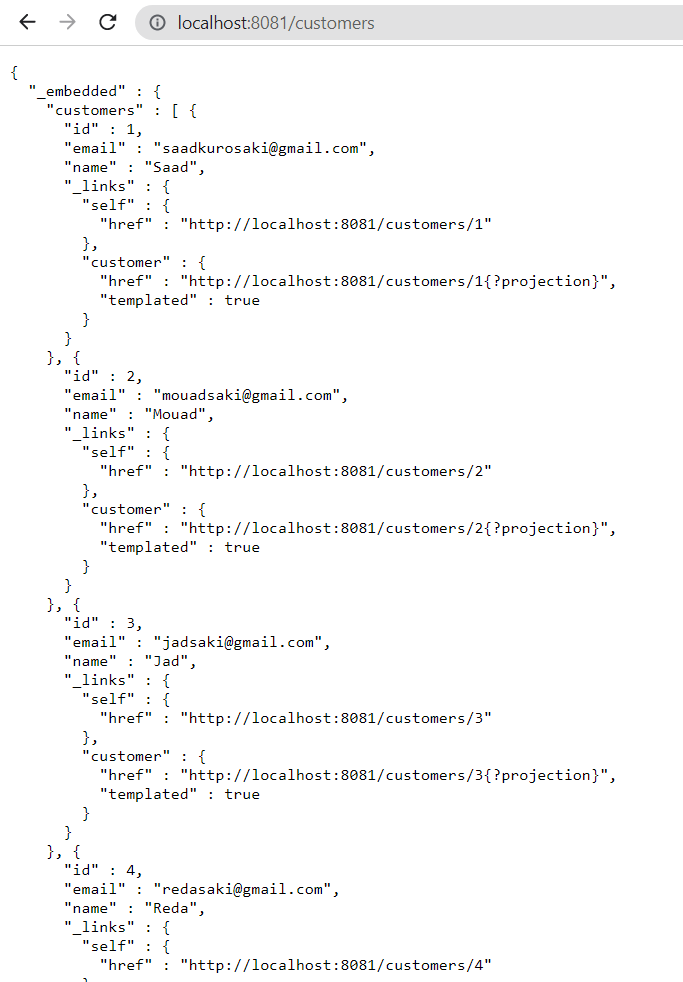 localhost:8081/customers
{
"_embedded" : {
"customers" : [ {
"id" : 1,
"email" : "saadkurosaki@gmail.com",
"name" : "Saad",
"_links" : {
"self" : {
"href" : "http://localhost:8081/customers/1"
},
"customer" : {
"href" : "http://localhost:8081/customers/1{?projection}",
"templated" : true
}
}
}, {
"id" : 2,
"email" : "mouadsaki@gmail.com",
"name" : "Mouad",
"_links" : {
"self" : {
"href" : "http://localhost:8081/customers/2"
},
"customer" : {
"href" : "http://localhost:8081/customers/2{?projection}",
"templated" : true
}
}
}, {
"id" : 3,
"email" : "jadsaki@gmail.com",
"name" : "Jad",
"_links" : {
"self" : {
"href" : "http://localhost:8081/customers/3"
},
"customer" : {
"href" : "http://localhost:8081/customers/3{?projection}",
"templated" : true
}
}
}, {
"id" : 4,
"email" : "redasaki@gmail.com",
"name" : "Reda",
"_links" : {
"self" : {
"href" : "http://localhost:8081/customers/4"